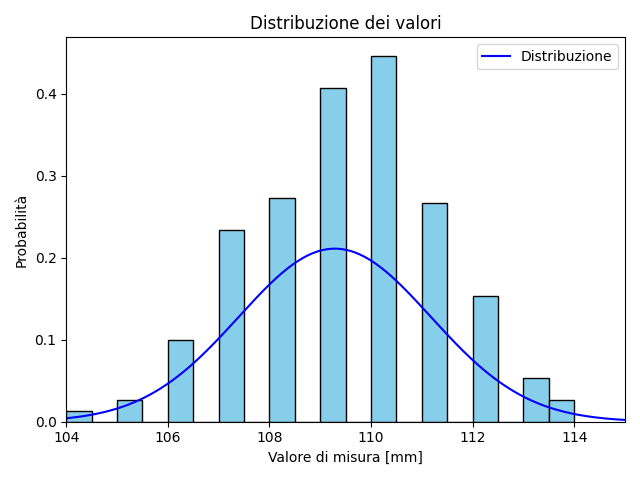 Distribuzione dei valori
Distribuzione
Probabilità
0.4
0.3
0.2
0.1
0.0
104 106 108 110 112 114
Valore di misura [mm]